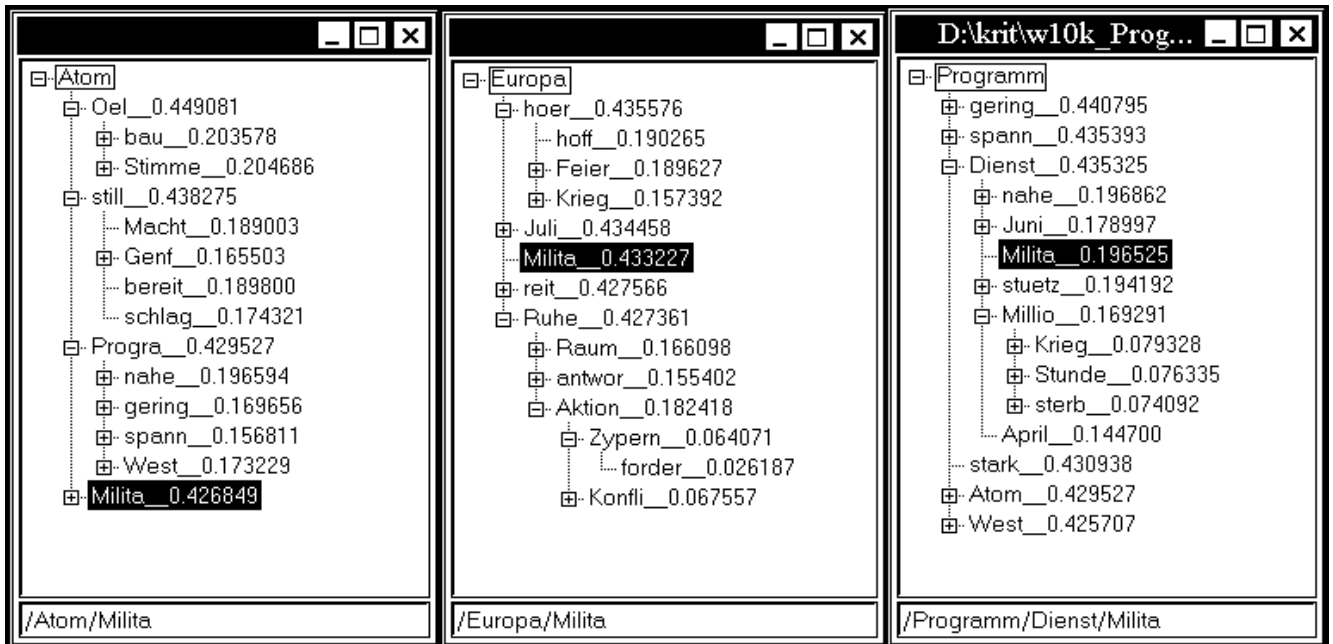 Atom
Oel__0.449081
bau__0.203578
Stimme__0.204686
still__0.438275
Macht__0.189003
Genf__0.165503
bereit__0.189800
schlag__0.174321
Progra__0.429527
nahe__0.196594
gering__0.169656
spann__0.156811
West__0.173229
Milita__0.426849
/Atom/Milita
Europa
hoer__0.435576
hoff__0.190265
Feier__0.189627
Krieg__0.157392
Juli__0.434458
Milita__0.433227
reit__0.427566
Ruhe__0.427361
Raum__0.166098
antwor__0.155402
Aktion__0.182418
Zypern__0.064071
forder__0.026187
Konfli__0.067557
/Europa/Milita
D:\krit\w10k_Prog...
Programm
gering__0.440795
spann__0.435393
Dienst__0.435325
nahe__0.196862
Juni__0.178997
Milita__0.196525
stuetz__0.194192
Millio__0.169291
Krieg__0.079328
Stunde__0.076335
sterb__0.074092
April__0.144700
stark__0.430938
Atom__0.429527
West__0.425707
/Programm/Dienst/Milita